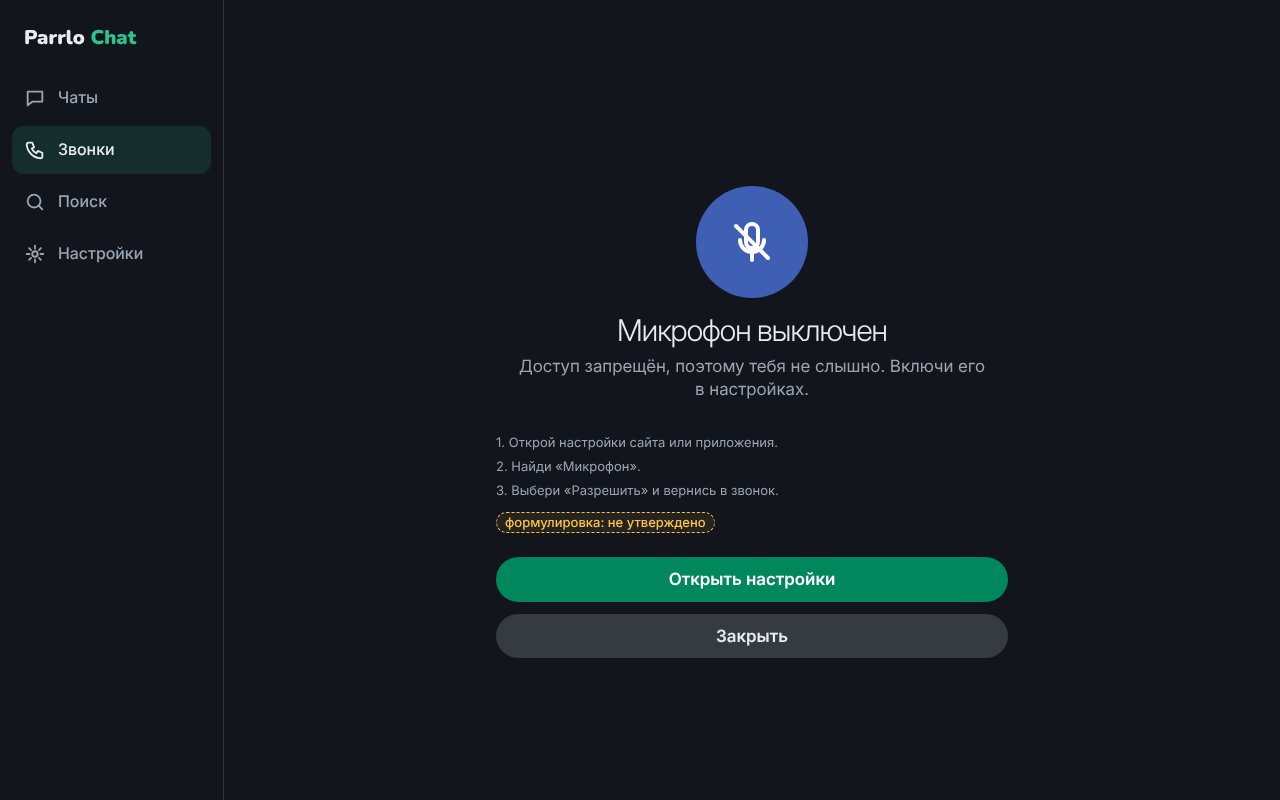 Parrlo Chat
Чаты
Звонки
Поиск
Настройки
Микрофон выключен
Доступ запрещён, поэтому тебя не слышно. Включи его
в настройках.
1. Открой настройки сайта или приложения.
2. Найди «Микрофон».
3. Выбери «Разрешить» и вернись в звонок.
формулировка: не утверждено
Открыть настройки
Закрыть